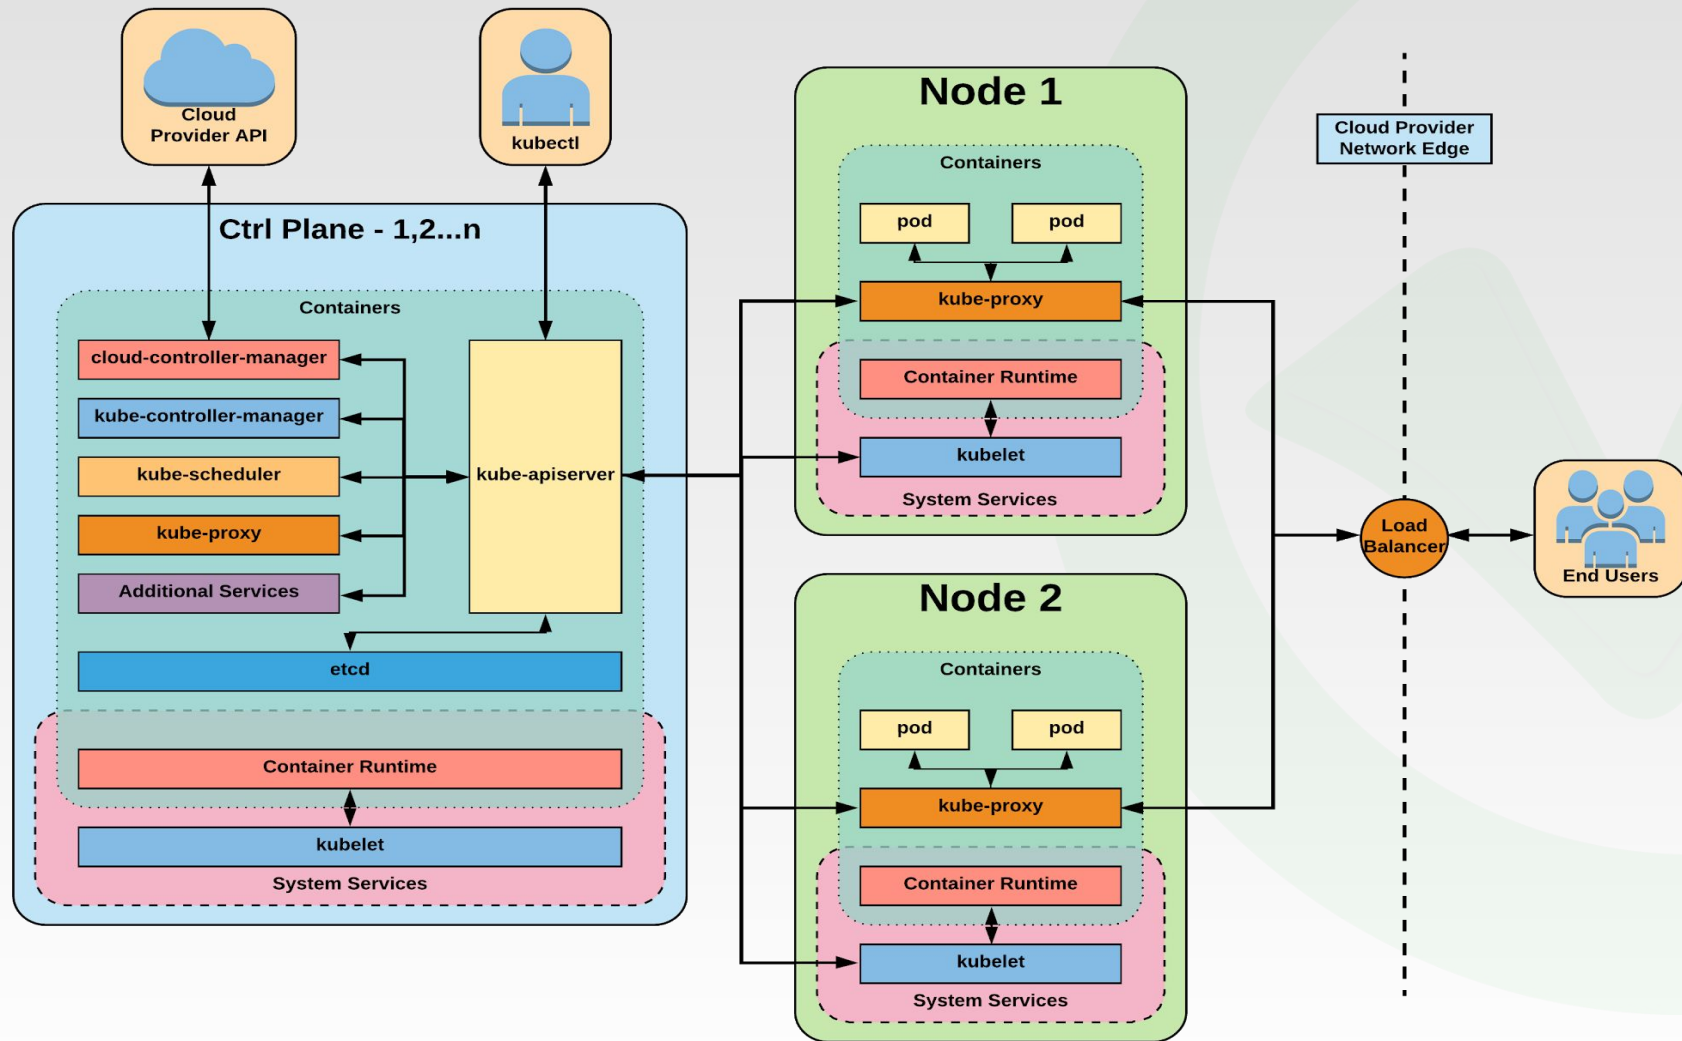 Cloud
Provider API
kubectl
Ctrl Plane - 1,2...n
Containers
cloud-controller-manager
kube-controller-manager
kube-scheduler
kube-proxy
Additional Services
kube-apiserver
etcd
Container Runtime
kubelet
System Services
Node 1
Containers
pod
pod
kube-proxy
Container Runtime
kubelet
System Services
Node 2
Containers
pod
pod
kube-proxy
Container Runtime
kubelet
System Services
Cloud Provider
Network Edge
Load
Balancer
End Users